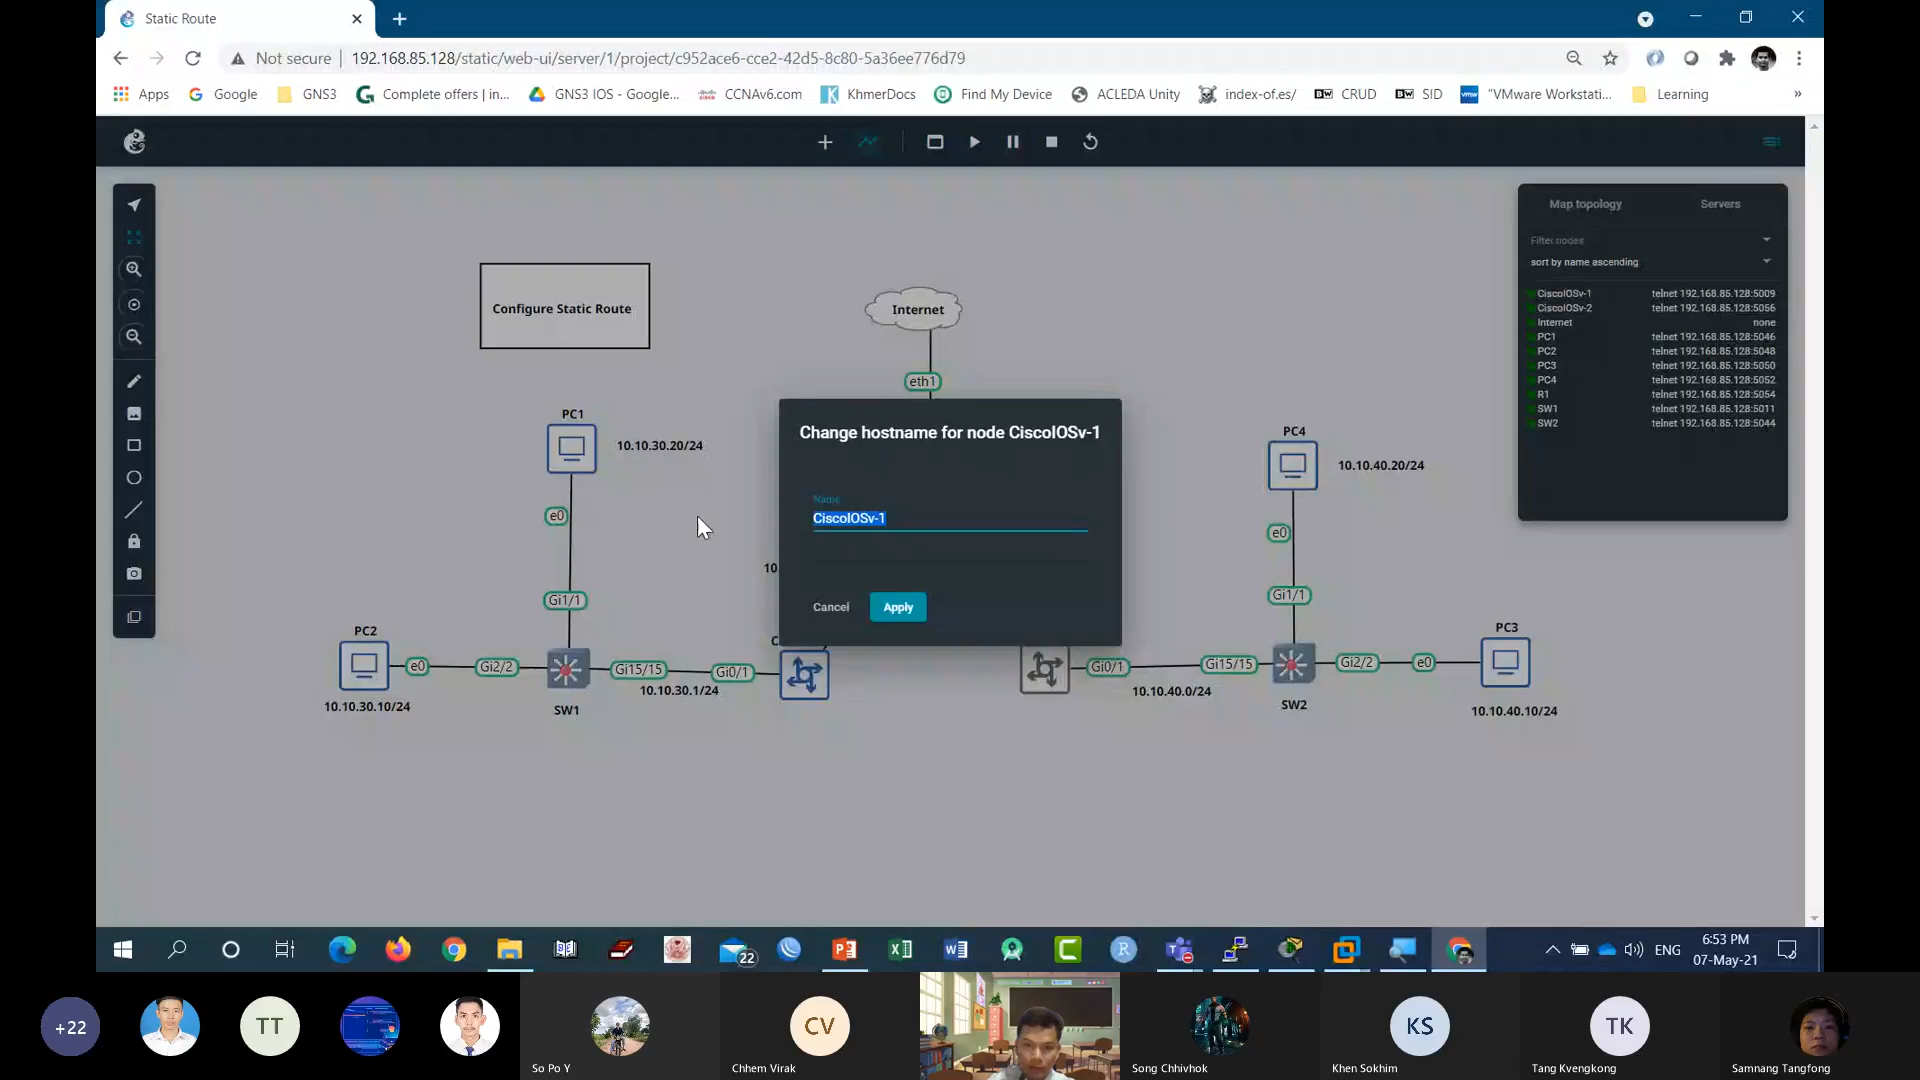 Static Route
Not secure
192.168.85.128/static/web-ui/server/1/project/c952ace6-cce2-42d5-8c80-5a36ee776d79
Apps
Google
GNS3
Complete offers | in...
GNS3 IOS - Google...
CCNAv6.com
KhmerDocs
Find My Device
ACLEDA Unity
index-of.es/
BW CRUD
BW SID
"VMware Workstati...
Learning
»
Map topology
Servers
Filter nodes
sort by name ascending
CiscoIOSv-1 telnet 192.168.85.128:5009
CiscoIOSv-2 telnet 192.168.85.128:5056
Internet none
PC1 telnet 192.168.85.128:5046
PC2 telnet 192.168.85.128:5048
PC3 telnet 192.168.85.128:5050
PC4 telnet 192.168.85.128:5052
R1 telnet 192.168.85.128:5054
SW1 telnet 192.168.85.128:5011
SW2 telnet 192.168.85.128:5044
Configure Static Route
Internet
eth1
PC1
10.10.30.20/24
e0
Gi1/1
PC2
e0
Gi2/2
10.10.30.10/24
SW1
Gi15/15
Gi0/1
10.10.30.1/24
10
C
Change hostname for node CiscoIOSv-1
Name
CiscoIOSv-1
Cancel
Apply
PC4
10.10.40.20/24
e0
Gi1/1
Gi0/1
Gi15/15
10.10.40.0/24
SW2
Gi2/2
e0
PC3
10.10.40.10/24
22
ENG
6:53 PM
07-May-21
+22
TT
So Po Y
CV
Chhem Virak
Song Chhivhok
KS
Khen Sokhim
TK
Tang Kvengkong
Samnang Tangfong